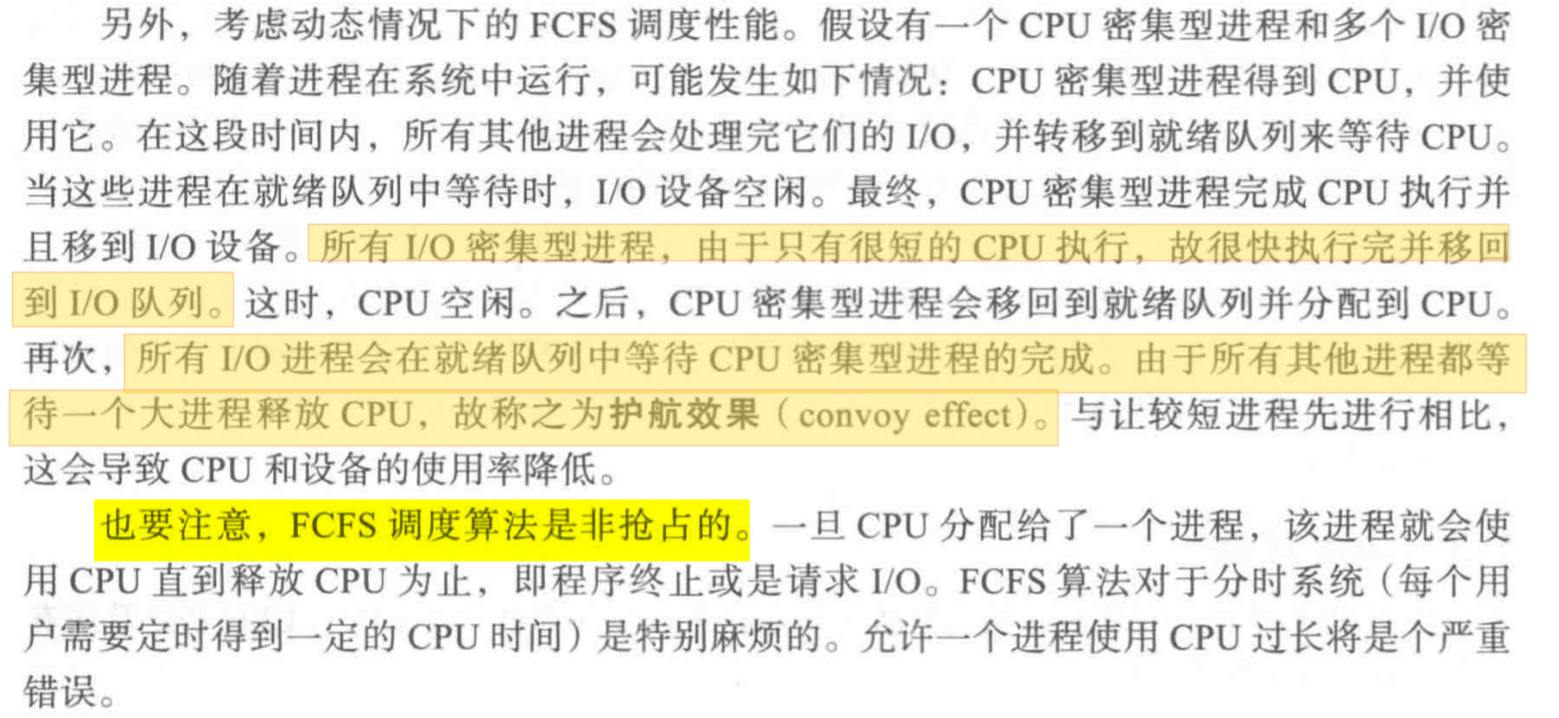 另外，考虑动态情况下的 FCFS 调度性能。假设有一个 CPU 密集型进程和多个 I/O 密
集型进程。随着进程在系统中运行，可能发生如下情况：CPU 密集型进程得到 CPU，并使
用它。在这段时间内，所有其他进程会处理完它们的 I/O，并转移到就绪队列来等待 CPU。
当这些进程在就绪队列中等待时，I/O 设备空闲。最终，CPU 密集型进程完成 CPU 执行并
且移到 I/O 设备。所有 I/O 密集型进程，由于只有很短的 CPU 执行，故很快执行完并移回
到 I/O 队列。这时，CPU 空闲。之后，CPU 密集型进程会移回到就绪队列并分配到 CPU。
再次，所有 I/O 进程会在就绪队列中等待 CPU 密集型进程的完成。由于所有其他进程都等
待一个大进程释放 CPU，故称之为护航效果（convoy effect）。与让较短进程先进行相比，
这会导致 CPU 和设备的使用率降低。
也要注意，FCFS 调度算法是非抢占的。一旦 CPU 分配给了一个进程，该进程就会使
用 CPU 直到释放 CPU 为止，即程序终止或是请求 I/O。FCFS 算法对于分时系统（每个用
户需要定时得到一定的 CPU 时间）是特别麻烦的。允许一个进程使用 CPU 过长将是个严重
错误。